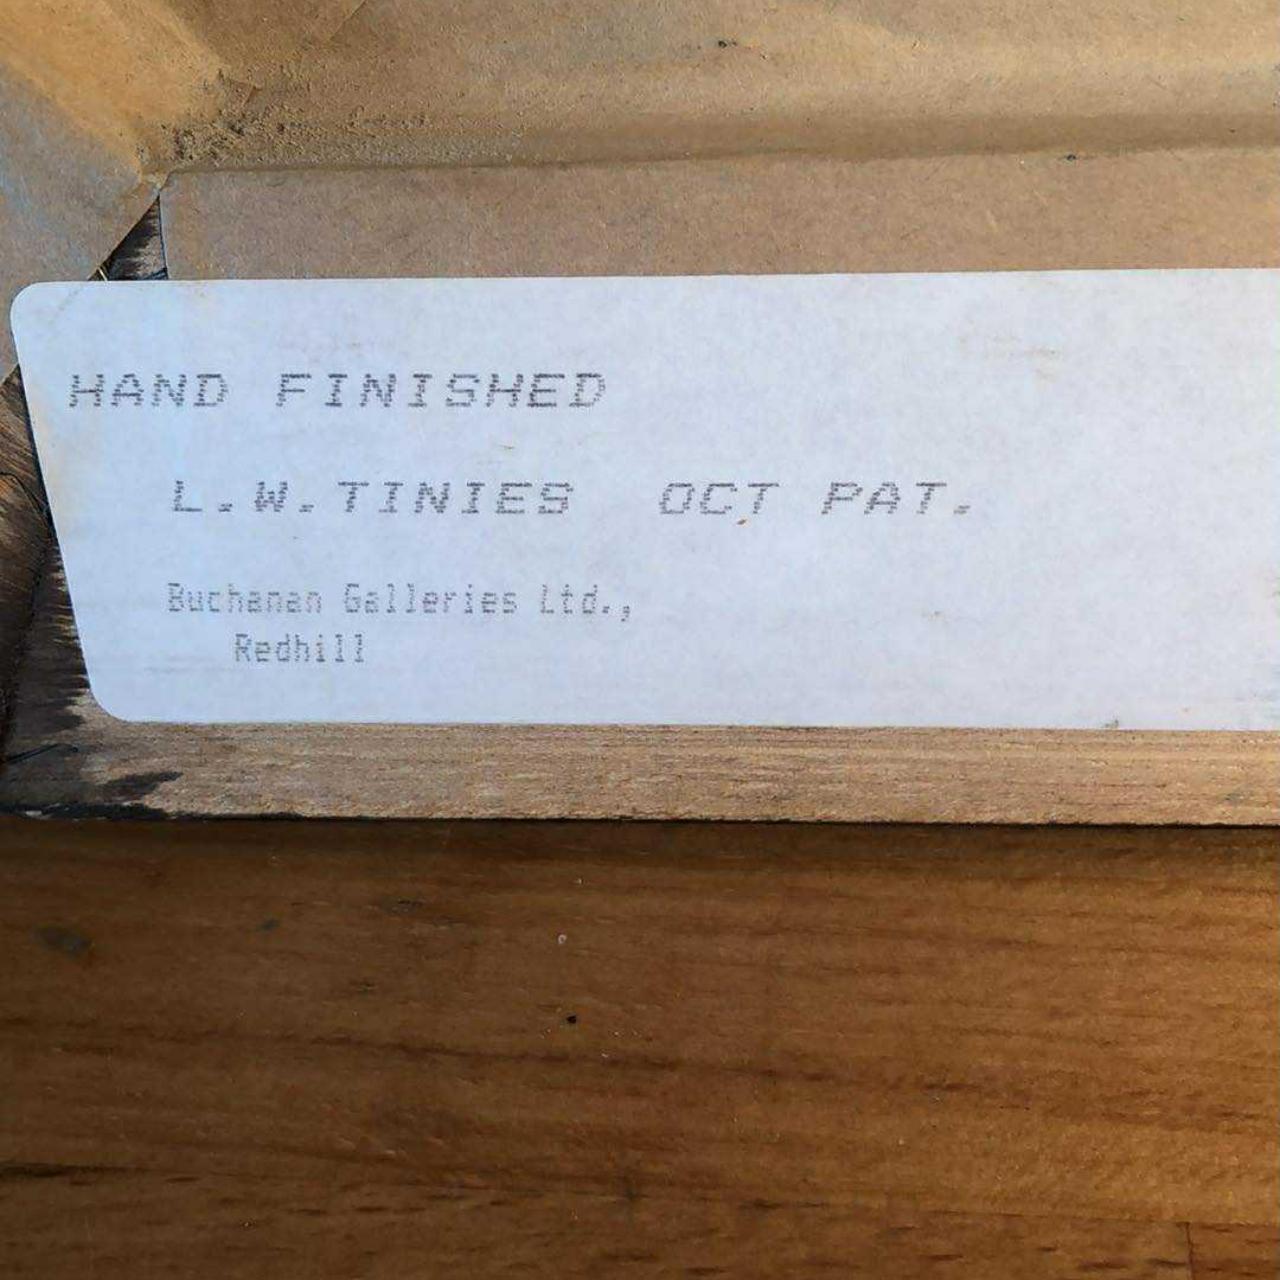 HAND FINISHED
L.W.TINIES OCT PAT.
Buchanan Galleries Ltd.,
Redhill